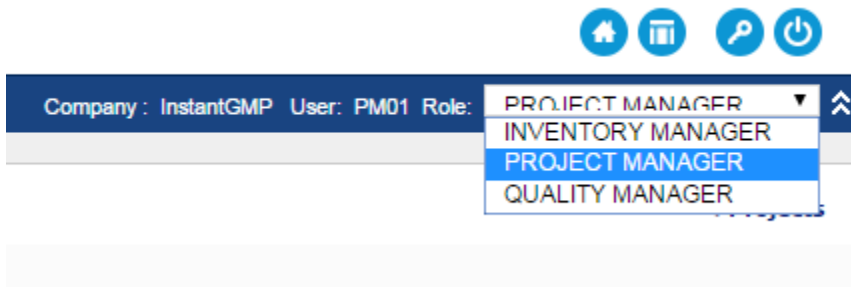 Company : InstantGMP User: PM01 Role: PROJECT MANAGER
INVENTORY MANAGER
PROJECT MANAGER
QUALITY MANAGER